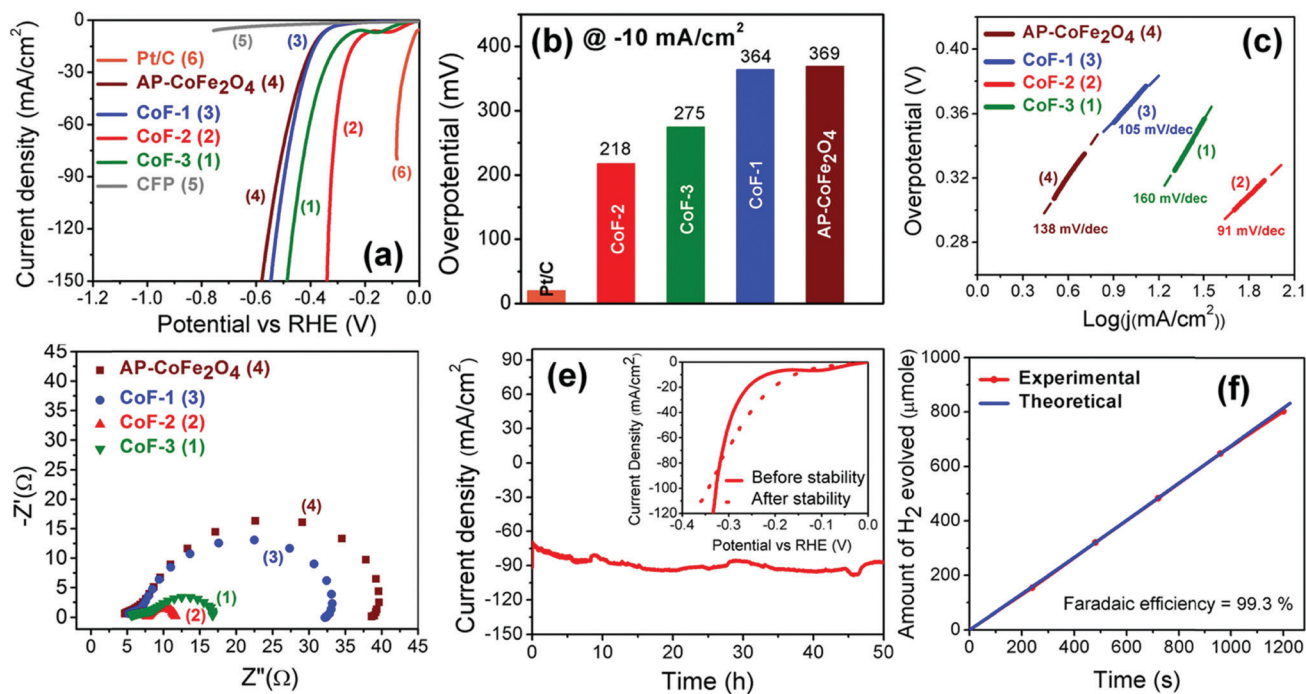 0
-30
-60
-90
-120
-150
Current density (mA/cm²)
Pt/C (6)
AP-CoFe₂O₄ (4)
CoF-1 (3)
CoF-2 (2)
CoF-3 (1)
CFP (5)
(5)
(3)
(2)
(6)
(4)
(1)
(a)
-1.2
-1.0
-0.8
-0.6
-0.4
-0.2
0.0
Potential vs RHE (V)
(b)
@ -10 mA/cm²
400
300
200
100
0
Overpotential (mV)
Pt/C
218
CoF-2
275
CoF-3
364
CoF-1
369
AP-CoFe₂O₄
(c)
AP-CoFe₂O₄ (4)
CoF-1 (3)
CoF-2 (2)
CoF-3 (1)
0.40
0.36
0.32
0.28
0.24
Overpotential (V)
(3)
105 mV/dec
(1)
160 mV/dec
(4)
138 mV/dec
(2)
91 mV/dec
0.0
0.3
0.6
0.9
1.2
1.5
1.8
2.1
Log(j(mA/cm²))
45
40
35
30
25
20
15
10
5
0
-Z'(Ω)
AP-CoFe₂O₄ (4)
CoF-1 (3)
CoF-2 (2)
CoF-3 (1)
(4)
(3)
(1)
(2)
0
5
10
15
20
25
30
35
40
45
Z"(Ω)
(e)
90
60
30
0
-30
-60
-90
-120
-150
Current density (mA/cm²)
0
-20
-40
-60
-80
-100
-120
Current Density (mA/cm²)
Before stability
After stability
-0.4
-0.3
-0.2
-0.1
0.0
Potential vs RHE (V)
0
10
20
30
40
50
Time (h)
(f)
1000
800
600
400
200
0
Amount of H₂ evolved (μmole)
Experimental
Theoretical
Faradaic efficiency = 99.3 %
0
200
400
600
800
1000
1200
Time (s)